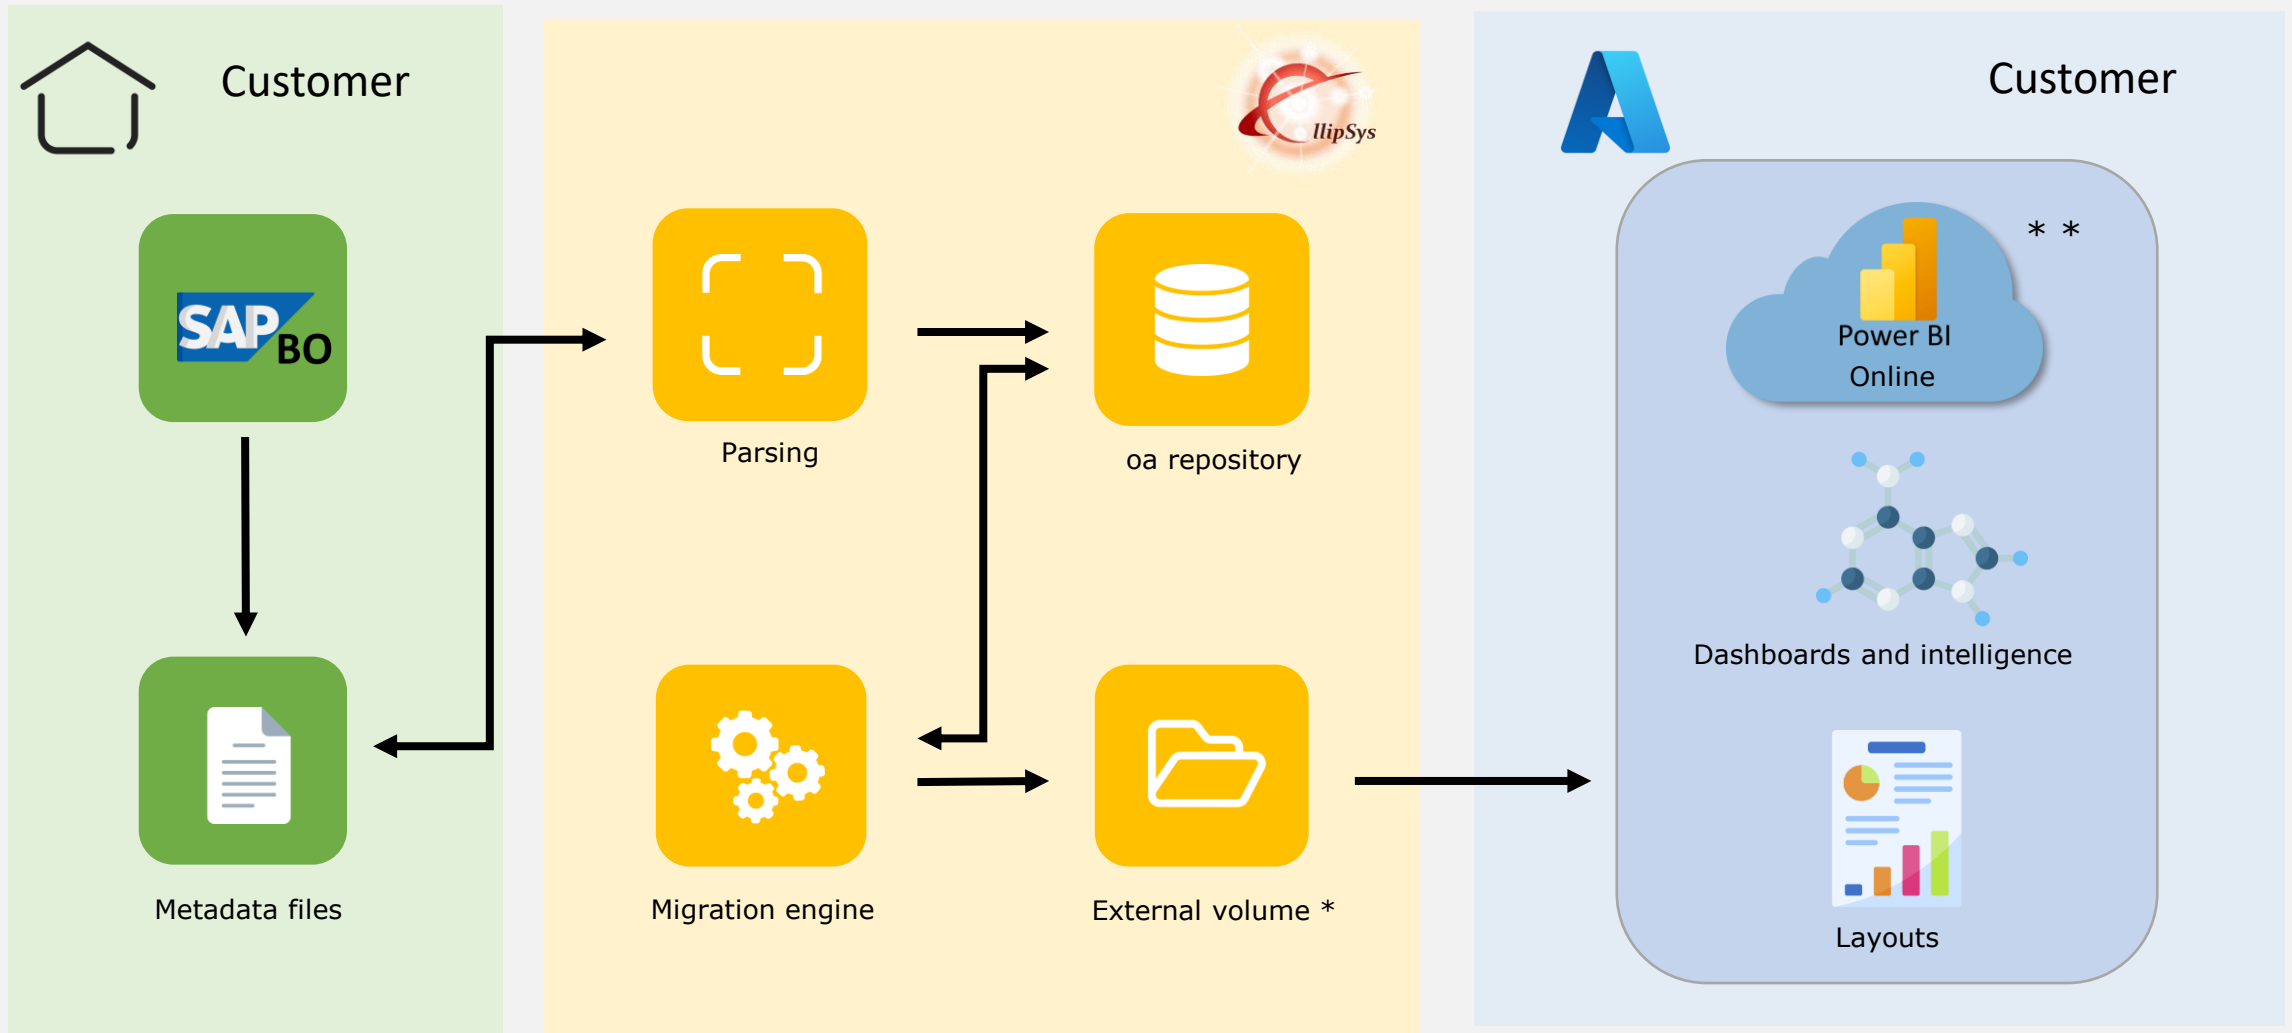 Customer
SAP
BO
Metadata files
llipSys
Parsing
oa repository
Migration engine
External volume *
Customer
* *
Power BI
Online
Dashboards and intelligence
Layouts